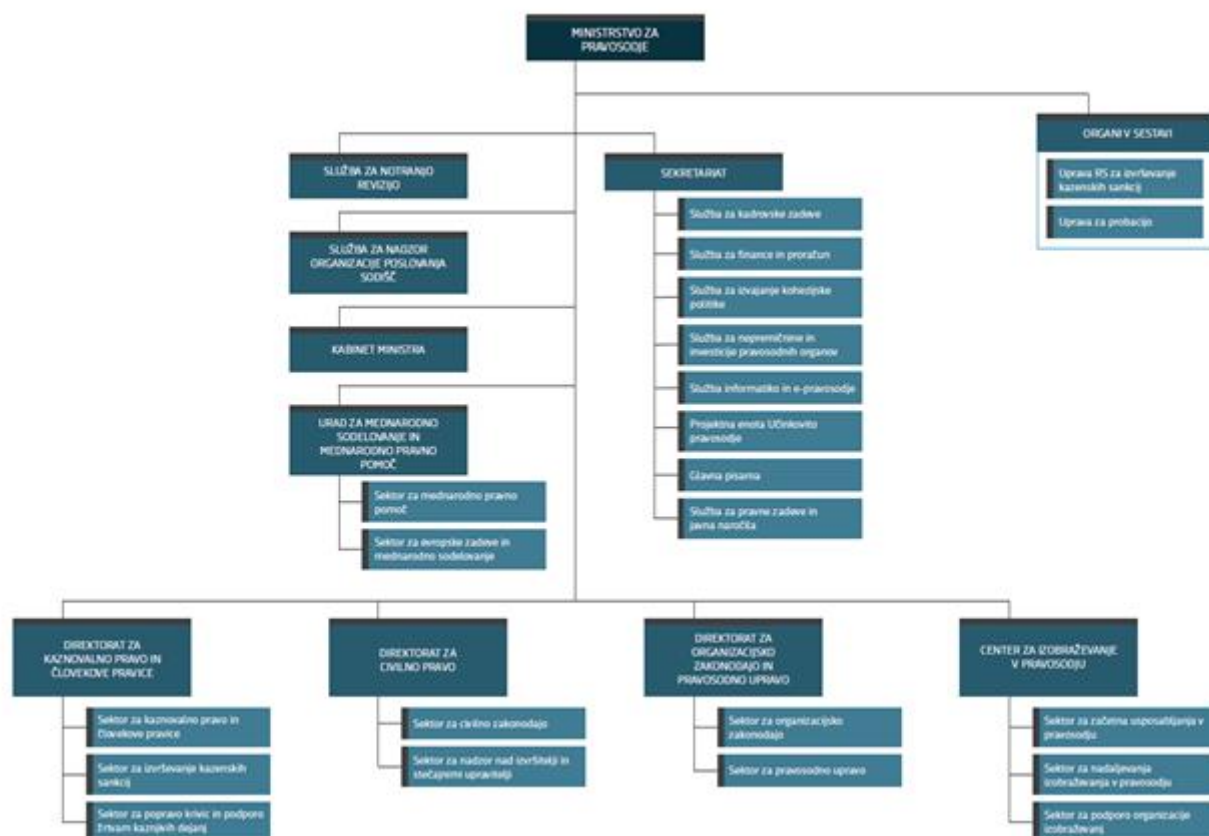 MINISTRSTVO ZA
PRAVOSODJE
ORGANI V SESTAVI
Uprava RS za izvrševanje
kazenskih sankcij
Uprava za probacijo
SLUŽBA ZA NOTRANJO
REVIZIJO
SLUŽBA ZA NADZOR
ORGANIZACIJE POSLOVANJA
SODIŠČ
KABINET MINISTRA
URAD ZA MEDNARODNO
SODELOVANJE IN
MEDNARODNO PRAVNO
POMOČ
Sektor za mednarodno pravno
pomoč
Sektor za evropske zadeve in
mednarodno sodelovanje
SEKRETARIAT
Služba za kadrovske zadeve
Služba za finance in proračun
Služba za izvajanje kohezijske
politike
Služba za nepremičnine in
investicije pravosodnih organov
Služba informatiko in e-pravosodje
Projektna enota Učinkovito
pravosodje
Glavna pisarna
Služba za pravne zadeve in
javna naročila
DIREKTORAT ZA
KAZNOVALNO PRAVO IN
ČLOVEKOVE PRAVICE
Sektor za kaznovalno pravo in
človekove pravice
Sektor za izvrševanje kazenskih
sankcij
Sektor za popravo krivic in podporo
žrtvam kaznivih dejanj
DIREKTORAT ZA
CIVILNO PRAVO
Sektor za civilno zakonodajo
Sektor za nadzor nad izvršitelji in
stečajnimi upravitelji
DIREKTORAT ZA
ORGANIZACIJSKO
ZAKONODAJO IN
PRAVOSODNO UPRAVO
Sektor za organizacijsko
zakonodajo
Sektor za pravosodno upravo
CENTER ZA IZOBRAŽEVANJE
V PRAVOSODJU
Sektor za začetna usposabljanja v
pravosodju
Sektor za nadaljevanja
izobraževanja v pravosodju
Sektor za podporo organizacije
izobraževanj